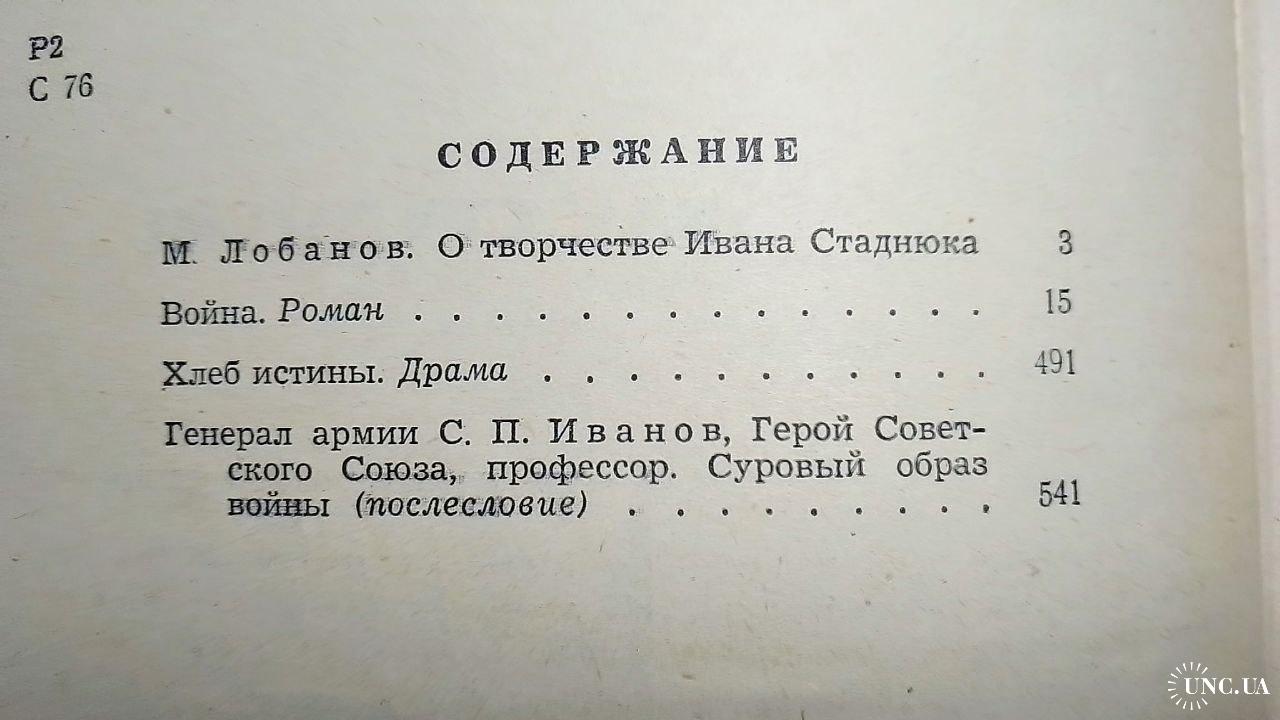 Р2
С 76
СОДЕРЖАНИЕ
М. Лобанов. О творчестве Ивана Стаднюка 3
Война. Роман . . . . . . . . . . . . . . 15
Хлеб истины. Драма . . . . . . . . . . . 491
Генерал армии С. П. Иванов, Герой Совет-
ского Союза, профессор. Суровый образ
войны (послесловие) . . . . . . . . . 541
UNC.UA